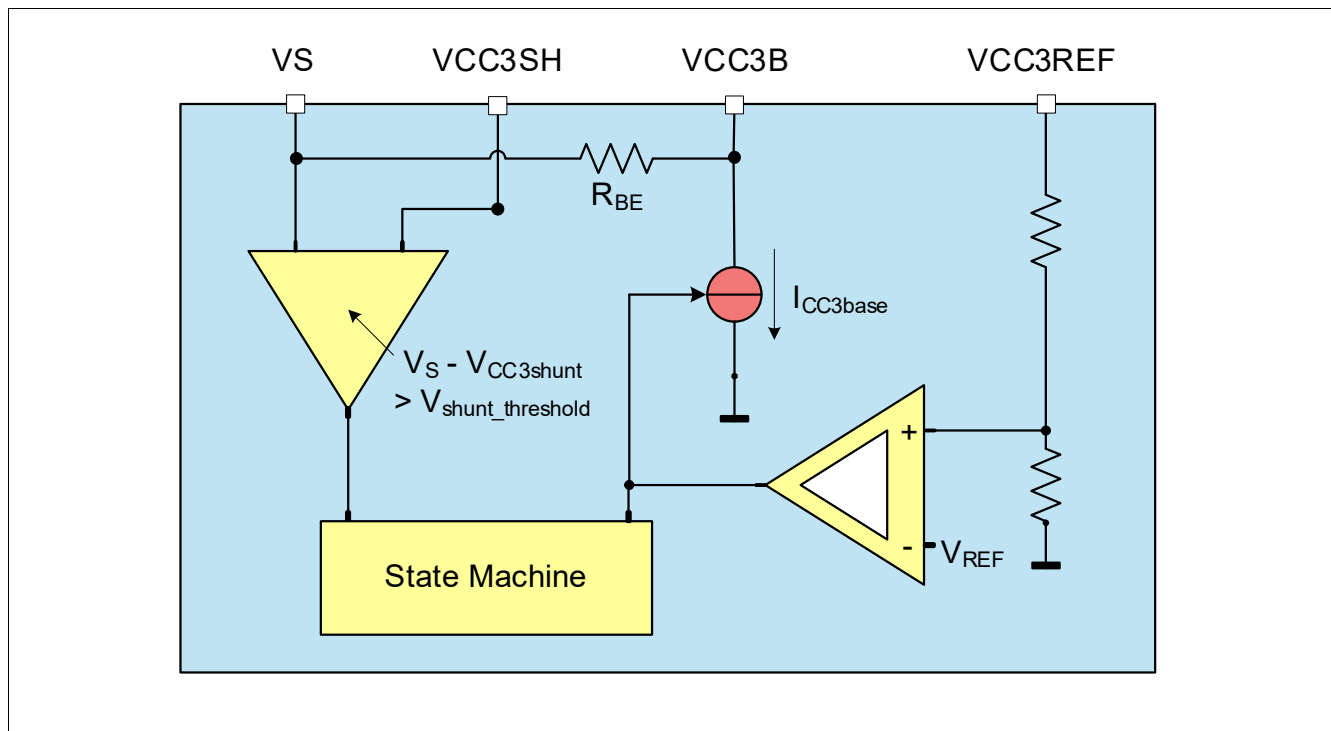 VS VCC3SH VCC3B VCC3REF
RBE
ICC3base
VS - VCC3shunt
> Vshunt_threshold
+
-
VREF
State Machine